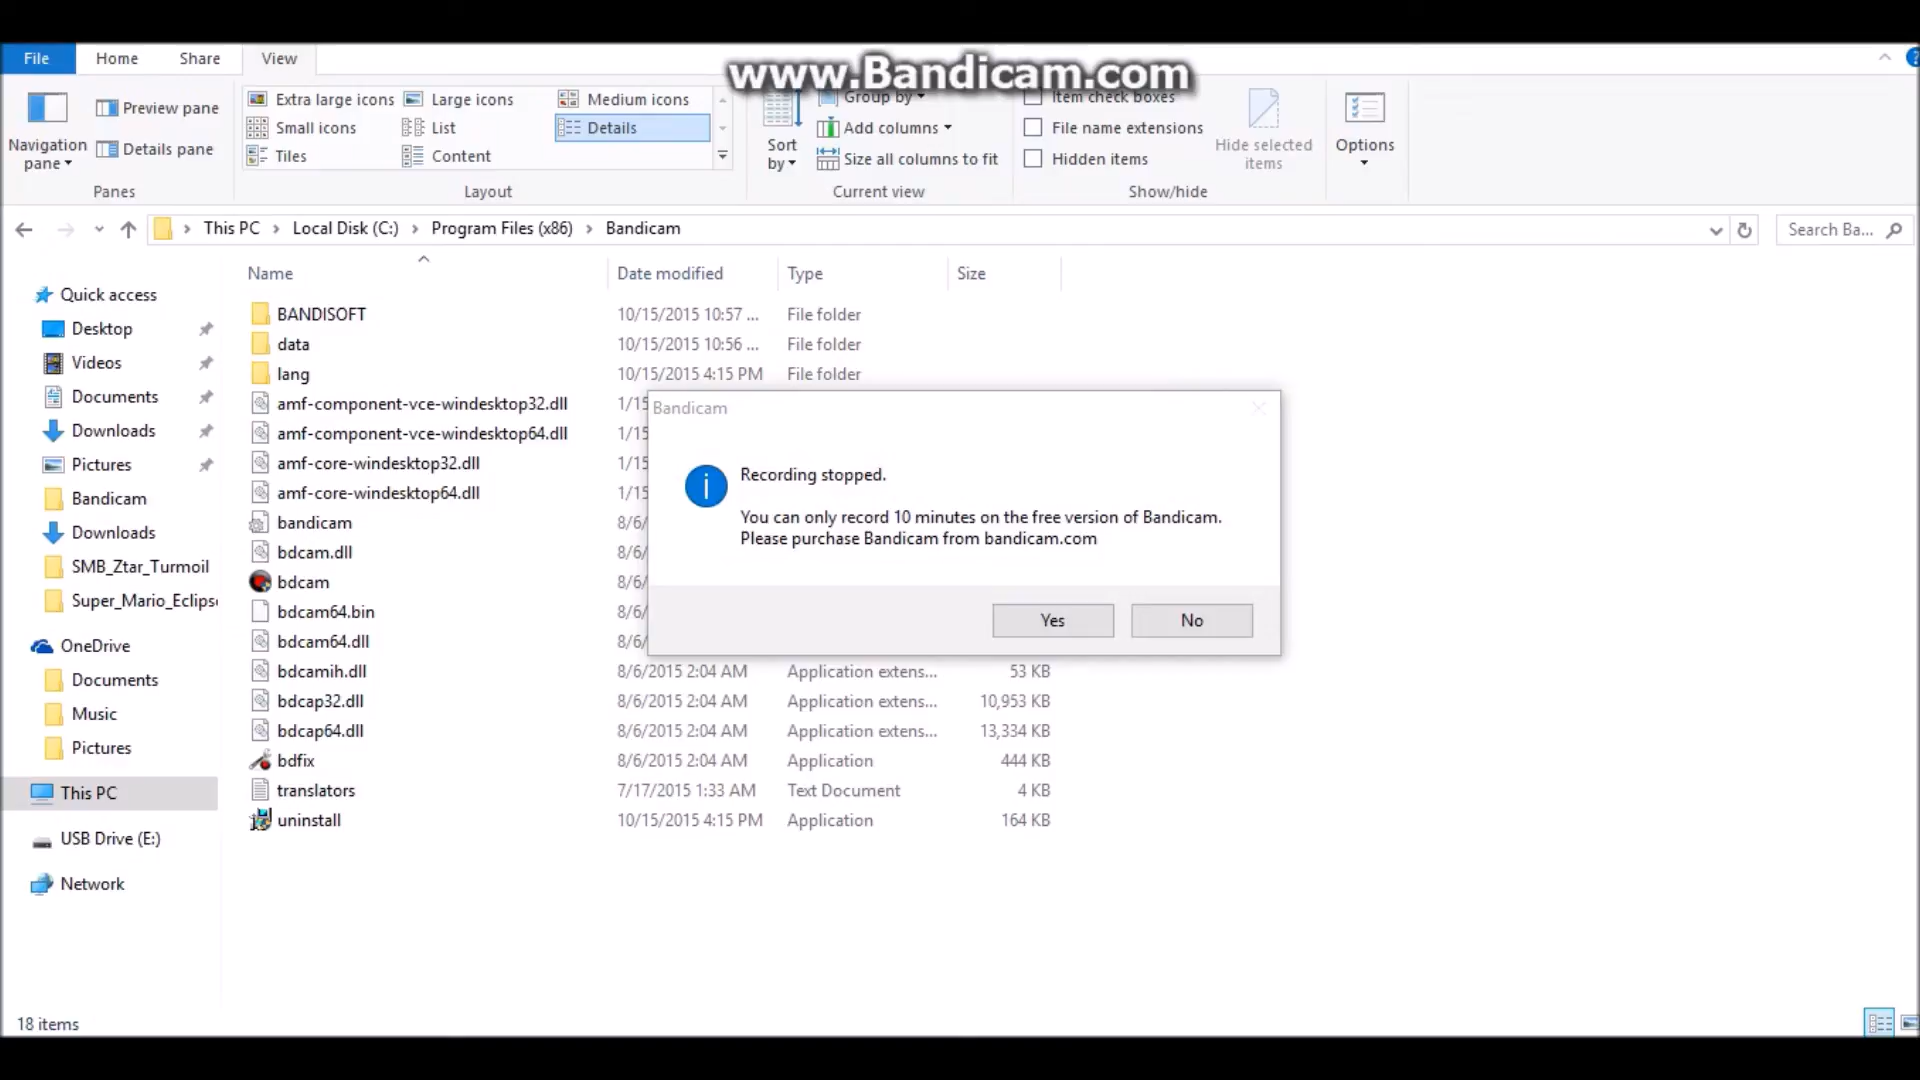 www.Bandicam.com
File Home Share View
Navigation pane
Preview pane
Details pane
Panes
Extra large icons Large icons Medium icons
Small icons List Details
Tiles Content
Layout
Sort by
Group by
Add columns
Size all columns to fit
Current view
Item check boxes
File name extensions
Hidden items
Hide selected items
Show/hide
Options
This PC Local Disk (C:) Program Files (x86) Bandicam
Search Ba...
Quick access
Desktop
Videos
Documents
Downloads
Pictures
Bandicam
Downloads
SMB_Ztar_Turmoil
Super_Mario_Eclips
OneDrive
Documents
Music
Pictures
This PC
USB Drive (E:)
Network
Name Date modified Type Size
BANDISOFT 10/15/2015 10:57 ... File folder
data 10/15/2015 10:56 ... File folder
lang 10/15/2015 4:15 PM File folder
amf-component-vce-windesktop32.dll 1/15
amf-component-vce-windesktop64.dll 1/15
amf-core-windesktop32.dll 1/15
amf-core-windesktop64.dll 1/15
bandicam 8/6/
bdcam.dll 8/6/
bdcam 8/6/
bdcam64.bin 8/6/
bdcam64.dll 8/6/
bdcamih.dll 8/6/2015 2:04 AM Application extens... 53 KB
bdcap32.dll 8/6/2015 2:04 AM Application extens... 10,953 KB
bdcap64.dll 8/6/2015 2:04 AM Application extens... 13,334 KB
bdfix 8/6/2015 2:04 AM Application 444 KB
translators 7/17/2015 1:33 AM Text Document 4 KB
uninstall 10/15/2015 4:15 PM Application 164 KB
Bandicam
Recording stopped.
You can only record 10 minutes on the free version of Bandicam.
Please purchase Bandicam from bandicam.com
Yes No
18 items